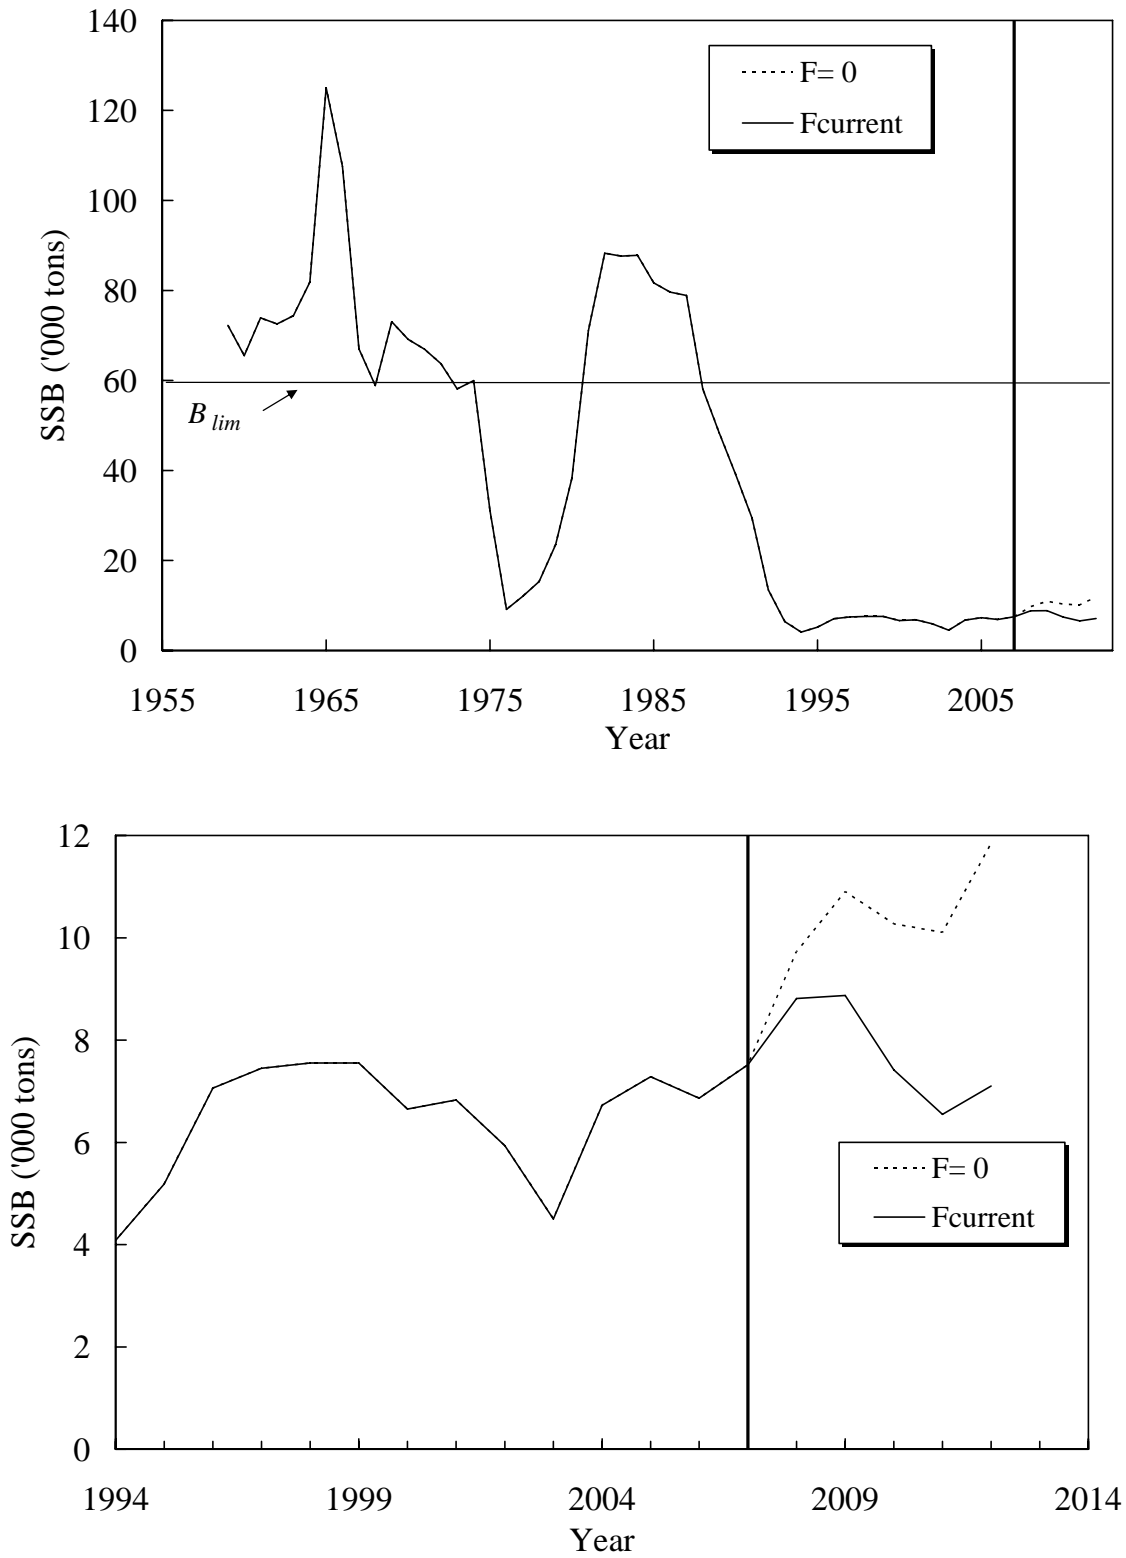 140
120
100
80
60
40
20
0
SSB ('000 tons)
F= 0
Fcurrent
B lim
1955 1965 1975 1985 1995 2005
Year
12
10
8
6
4
2
0
SSB ('000 tons)
F= 0
Fcurrent
1994 1999 2004 2009 2014
Year